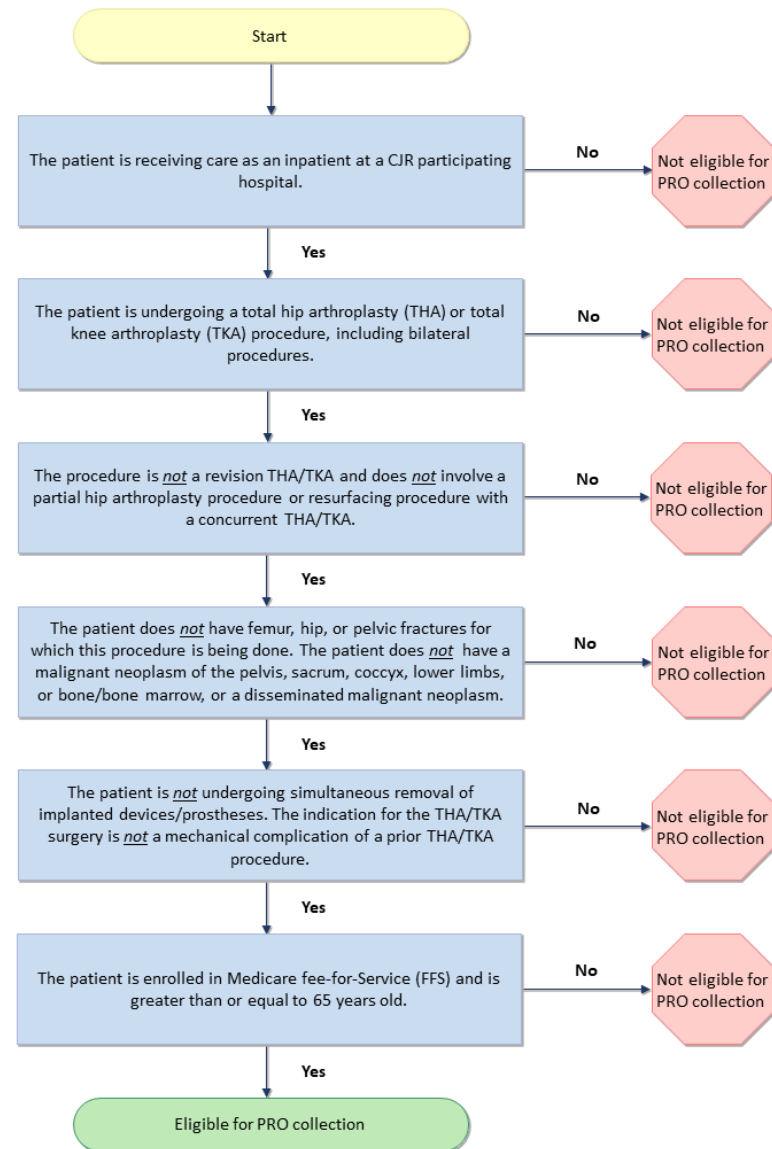 Start
The patient is receiving care as an inpatient at a CJR participating
hospital.
No
Not eligible for
PRO collection
Yes
The patient is undergoing a total hip arthroplasty (THA) or total
knee arthroplasty (TKA) procedure, including bilateral
procedures.
No
Not eligible for
PRO collection
Yes
The procedure is not a revision THA/TKA and does not involve a
partial hip arthroplasty procedure or resurfacing procedure with
a concurrent THA/TKA.
No
Not eligible for
PRO collection
Yes
The patient does not have femur, hip, or pelvic fractures for
which this procedure is being done. The patient does not have a
malignant neoplasm of the pelvis, sacrum, coccyx, lower limbs,
or bone/bone marrow, or a disseminated malignant neoplasm.
No
Not eligible for
PRO collection
Yes
The patient is not undergoing simultaneous removal of
implanted devices/prostheses. The indication for the THA/TKA
surgery is not a mechanical complication of a prior THA/TKA
procedure.
No
Not eligible for
PRO collection
Yes
The patient is enrolled in Medicare fee-for-Service (FFS) and is
greater than or equal to 65 years old.
No
Not eligible for
PRO collection
Yes
Eligible for PRO collection